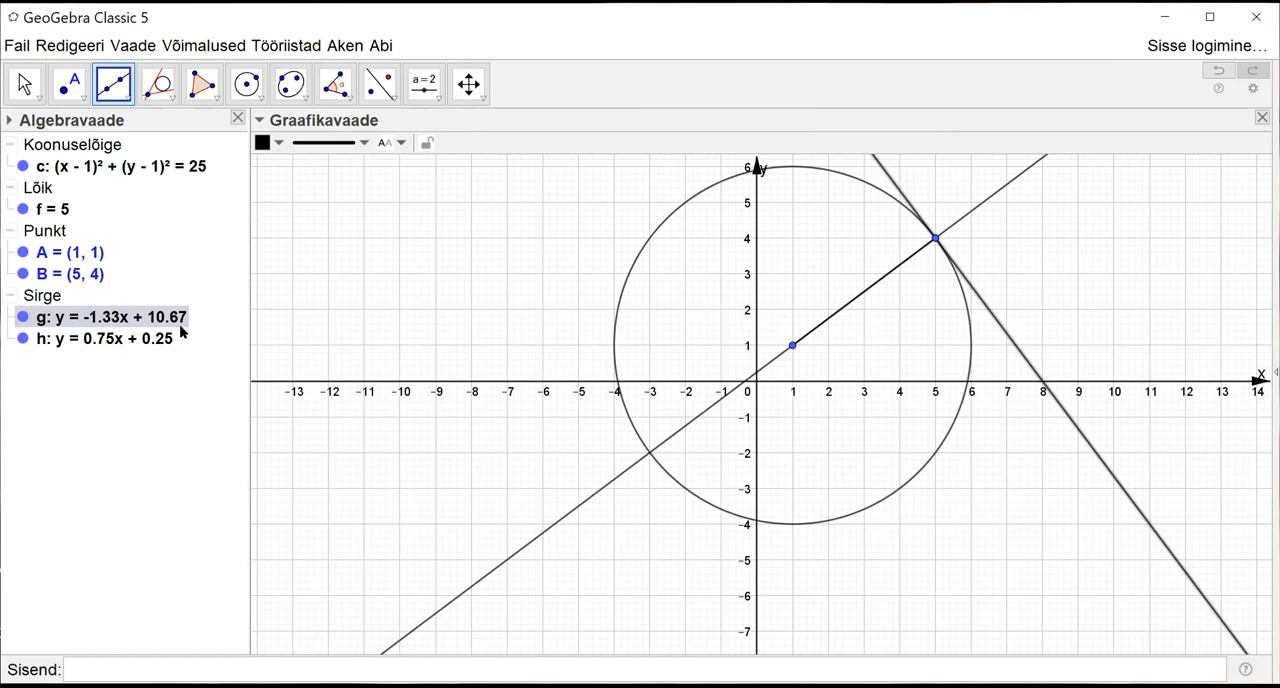 GeoGebra Classic 5
Fail Redigeeri Vaade Võimalused Tööriistad Aken Abi
Sisse logimine...
A
α
a = 2
Algebravaade
Graafikavaade
AA
Koonuselõige
c: (x - 1)² + (y - 1)² = 25
Lõik
f = 5
Punkt
A = (1, 1)
B = (5, 4)
Sirge
g: y = -1.33x + 10.67
h: y = 0.75x + 0.25
y
6
5
4
3
2
1
x
-13 -12 -11 -10 -9 -8 -7 -6 -5 -4 -3 -2 -1 0 1 2 3 4 5 6 7 8 9 10 11 12 13 14
-1
-2
-3
-4
-5
-6
-7
Sisend: